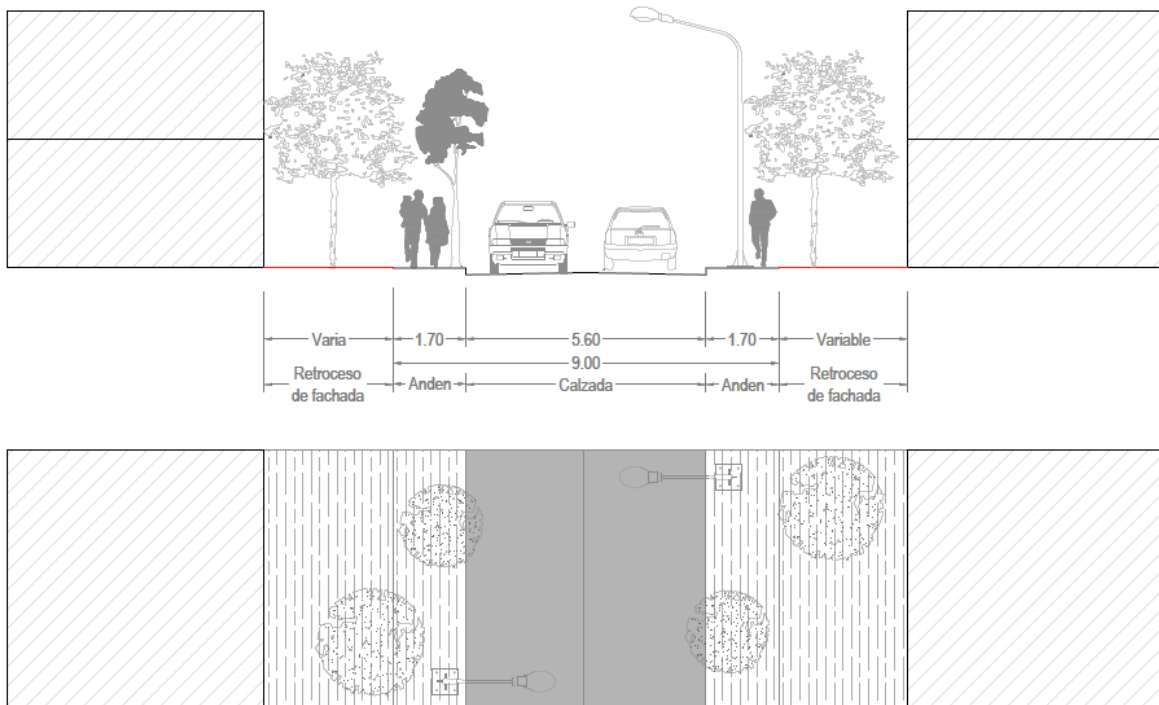 Varia 1.70 5.60 1.70 Variable
9.00
Retroceso de fachada Anden Calzada Anden Retroceso de fachada